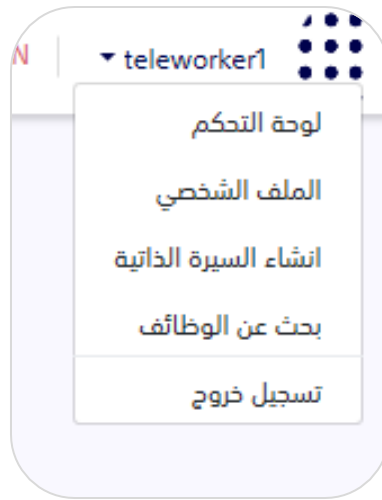 teleworker1
N
لوحة التحكم
الملف الشخصي
انشاء السيرة الذاتية
بحث عن الوظائف
تسجيل خروج